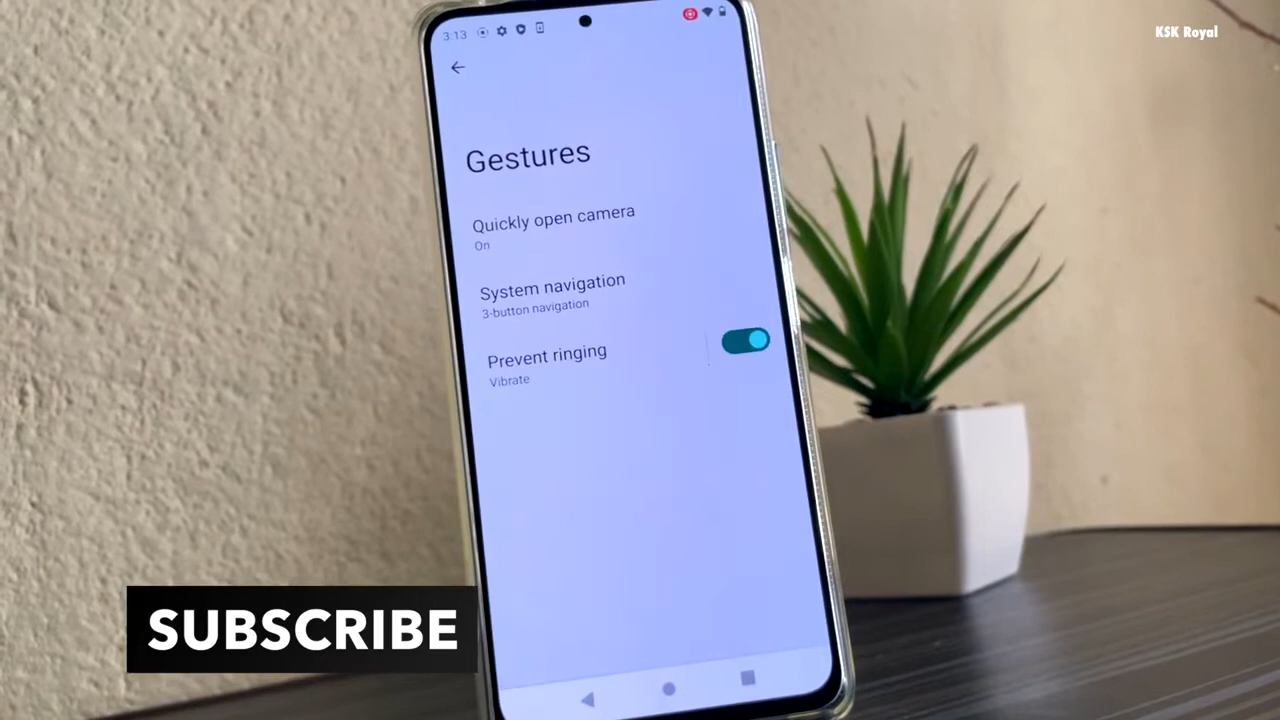 KSK Royal
3:13
Gestures
Quickly open camera
On
System navigation
3-button navigation
Prevent ringing
Vibrate
SUBSCRIBE